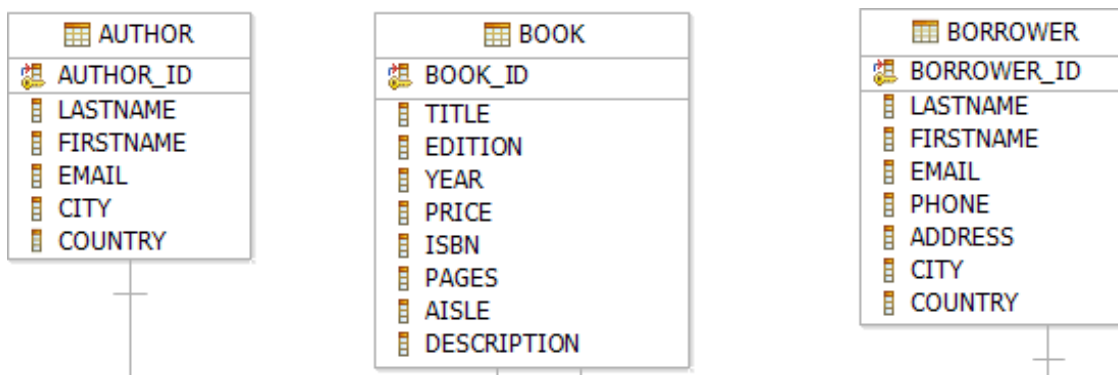 AUTHOR
AUTHOR_ID
LASTNAME
FIRSTNAME
EMAIL
CITY
COUNTRY
BOOK
BOOK_ID
TITLE
EDITION
YEAR
PRICE
ISBN
PAGES
AISLE
DESCRIPTION
BORROWER
BORROWER_ID
LASTNAME
FIRSTNAME
EMAIL
PHONE
ADDRESS
CITY
COUNTRY